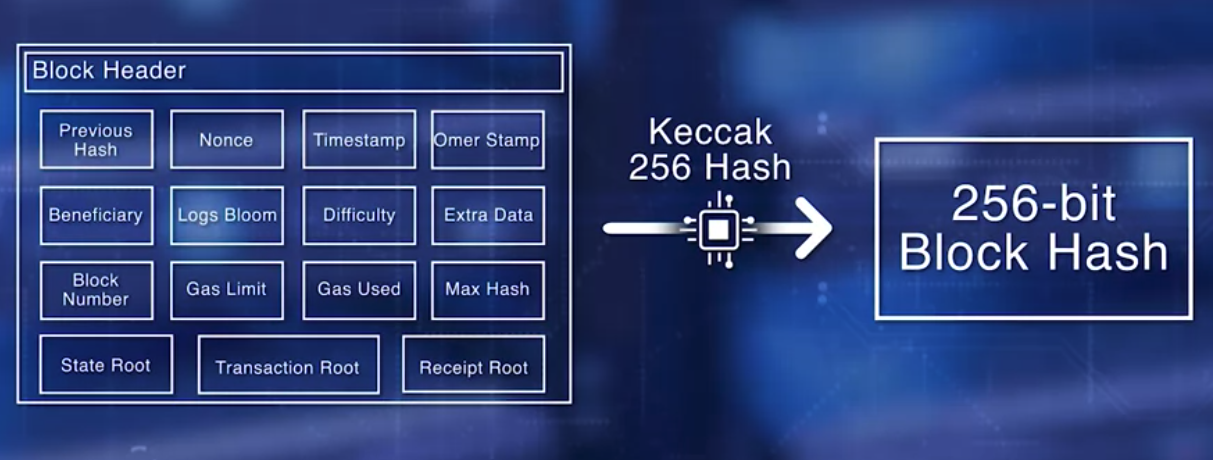 Block Header
Previous
Hash
Nonce
Timestamp
Omer Stamp
Beneficiary
Logs Bloom
Difficulty
Extra Data
Block
Number
Gas Limit
Gas Used
Max Hash
State Root
Transaction Root
Receipt Root
Keccak
256 Hash
256-bit
Block Hash